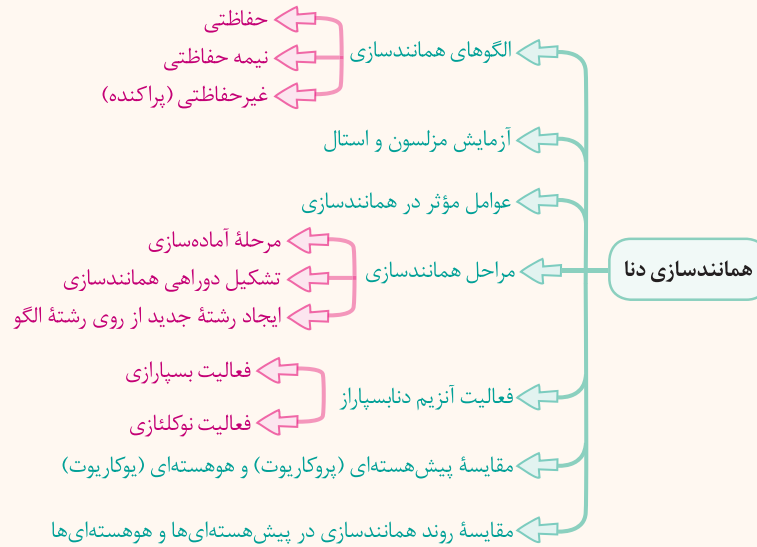 همانندسازی دنا
الگوهای همانندسازی
حفاظتی
نیمه حفاظتی
غیرحفاظتی (پراکنده)
آزمایش مزلسون و استال
عوامل مؤثر در همانندسازی
مراحل همانندسازی
مرحلهٔ آماده‌سازی
تشکیل دوراهی همانندسازی
ایجاد رشتهٔ جدید از روی رشتهٔ الگو
فعالیت آنزیم دنابسپاراز
فعالیت بسپارازی
فعالیت نوکلئازی
مقایسهٔ پیش‌هسته‌ای (پروکاریوت) و هوهسته‌ای (یوکاریوت)
مقایسهٔ روند همانندسازی در پیش‌هسته‌ای‌ها و هوهسته‌ای‌ها